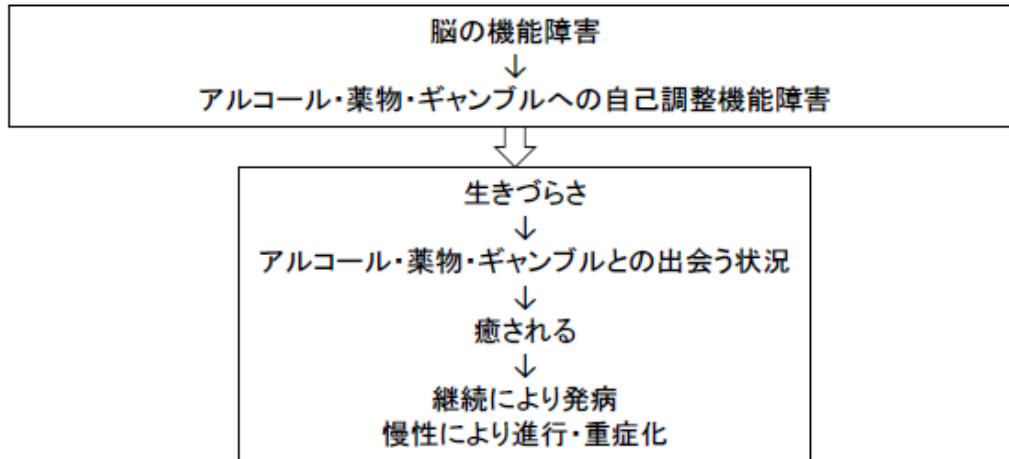 脳の機能障害
↓
アルコール・薬物・ギャンブルへの自己調整機能障害
生きづらさ
↓
アルコール・薬物・ギャンブルとの出会う状況
↓
癒される
↓
継続により発病
慢性により進行・重症化